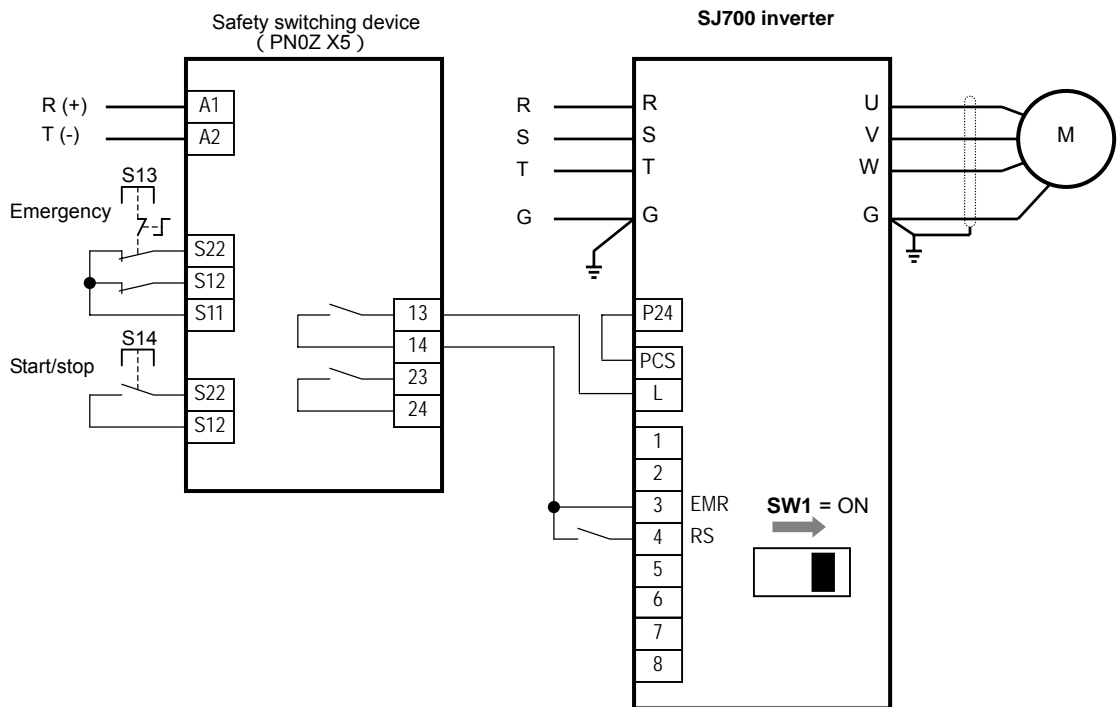 Safety switching device
( PN0Z X5 )
SJ700 inverter
R (+)
A1
T (-)
A2
S13
Emergency
S22
S12
S11
S14
Start/stop
S22
S12
13
14
23
24
R
S
T
G
R
S
T
G
U
V
W
G
M
P24
PCS
L
1
2
3 EMR
4 RS
5
6
7
8
SW1 = ON